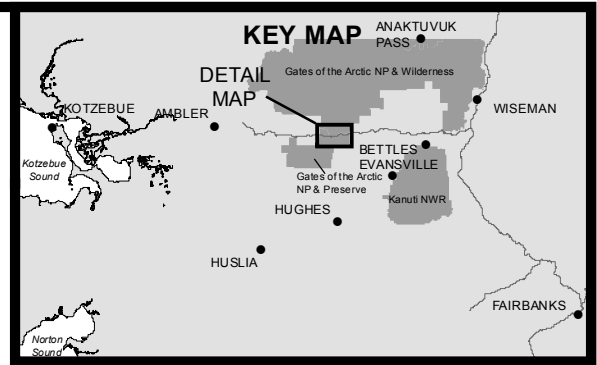 KEY MAP
ANAKTUVUK
PASS
Gates of the Arctic NP & Wilderness
DETAIL
MAP
KOTZEBUE
AMBLER
WISEMAN
Kotzebue
Sound
BETTLES
EVANSVILLE
Gates of the Arctic
NP & Preserve
Kanuti NWR
HUGHES
HUSLIA
FAIRBANKS
Norton
Sound